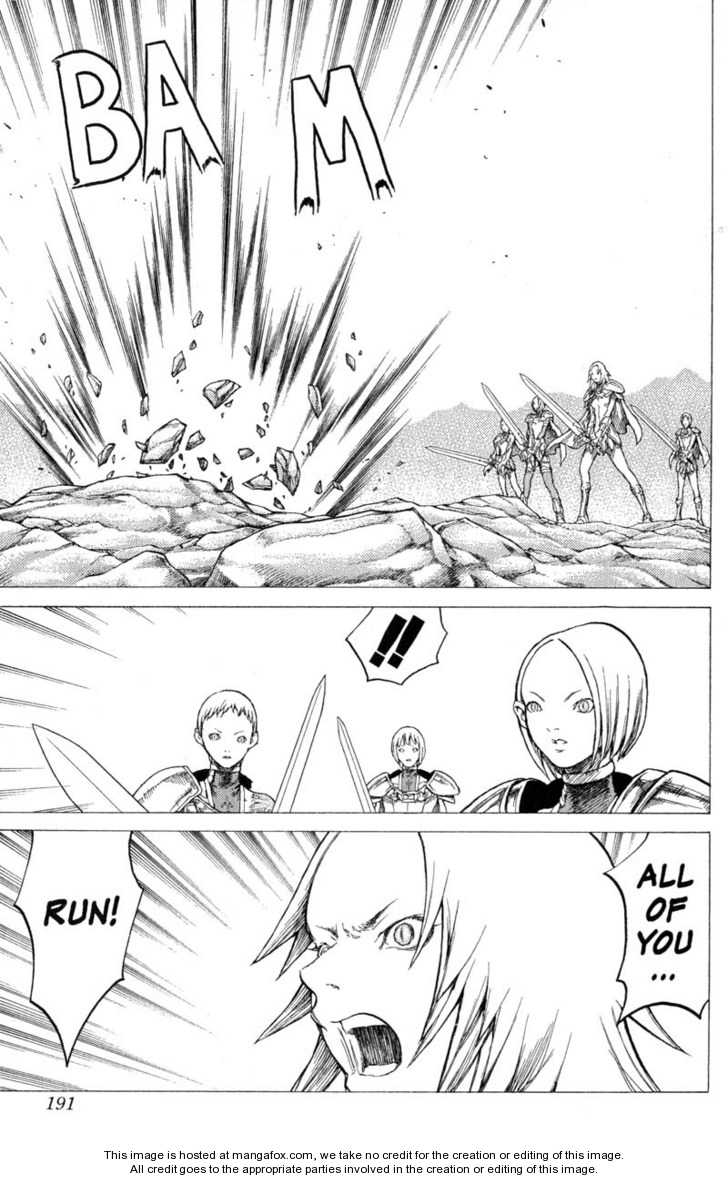 BAM
!!
ALL
OF
YOU
...
RUN!
191
This image is hosted at mangafox.com, we take no credit for the creation or editing of this image.
All credit goes to the appropriate parties involved in the creation or editing of this image.